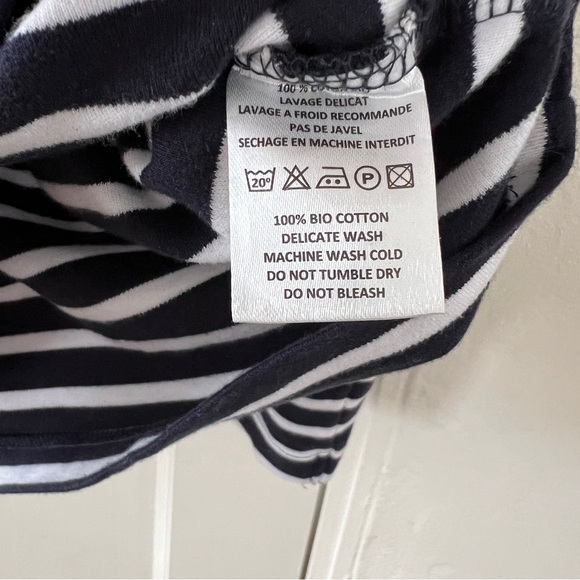 100 %
LAVAGE DELICAT
LAVAGE A FROID RECOMMANDE
PAS DE JAVEL
SECHAGE EN MACHINE INTERDIT
20° P
100% BIO COTTON
DELICATE WASH
MACHINE WASH COLD
DO NOT TUMBLE DRY
DO NOT BLEASH